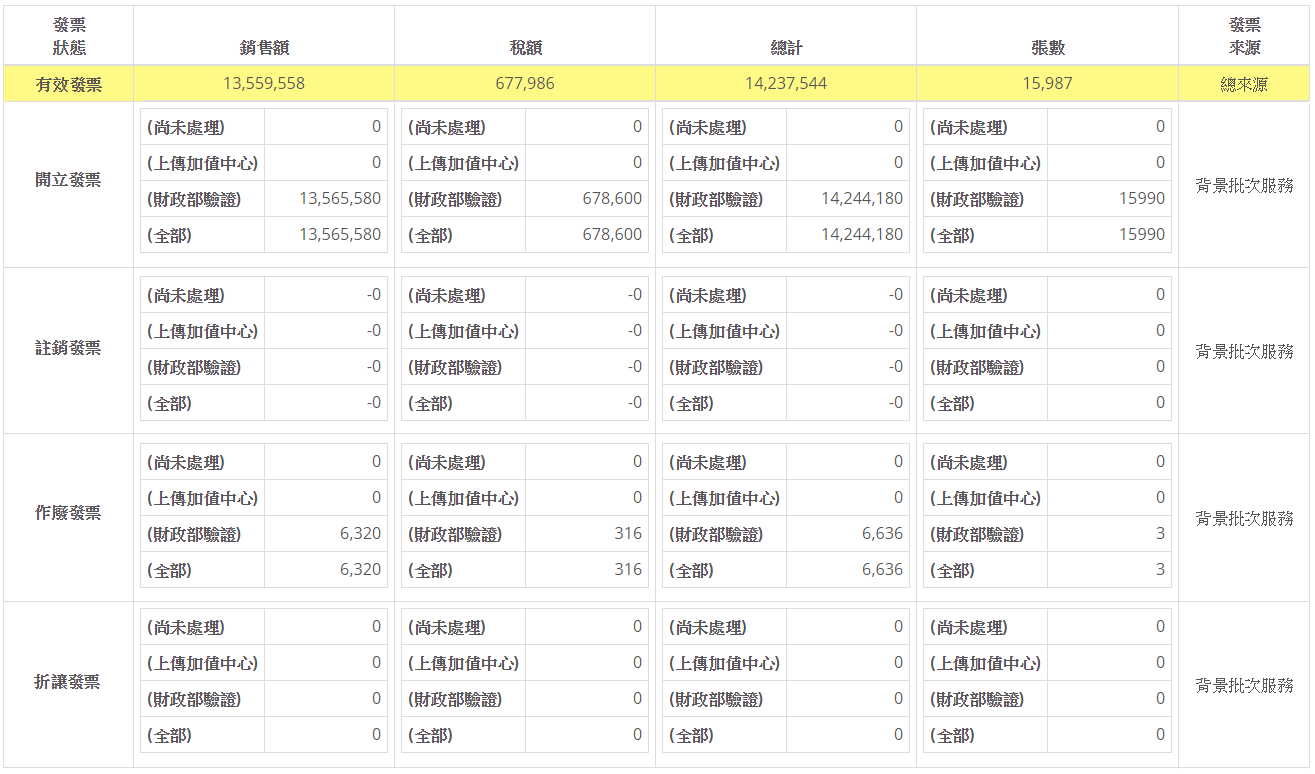 發票
狀態 銷售額 稅額 總計 張數 發票
來源
有效發票 13,559,558 677,986 14,237,544 15,987 總來源
(尚未處理) 0 (尚未處理) 0 (尚未處理) 0 (尚未處理) 0
(上傳加值中心) 0 (上傳加值中心) 0 (上傳加值中心) 0 (上傳加值中心) 0
開立發票 背景批次服務
(財政部驗證) 13,565,580 (財政部驗證) 678,600 (財政部驗證) 14,244,180 (財政部驗證) 15990
(全部) 13,565,580 (全部) 678,600 (全部) 14,244,180 (全部) 15990
(尚未處理) -0 (尚未處理) -0 (尚未處理) -0 (尚未處理) 0
(上傳加值中心) -0 (上傳加值中心) -0 (上傳加值中心) -0 (上傳加值中心) 0
註銷發票 背景批次服務
(財政部驗證) -0 (財政部驗證) -0 (財政部驗證) -0 (財政部驗證) 0
(全部) -0 (全部) -0 (全部) -0 (全部) 0
(尚未處理) 0 (尚未處理) 0 (尚未處理) 0 (尚未處理) 0
(上傳加值中心) 0 (上傳加值中心) 0 (上傳加值中心) 0 (上傳加值中心) 0
作廢發票 背景批次服務
(財政部驗證) 6,320 (財政部驗證) 316 (財政部驗證) 6,636 (財政部驗證) 3
(全部) 6,320 (全部) 316 (全部) 6,636 (全部) 3
(尚未處理) 0 (尚未處理) 0 (尚未處理) 0 (尚未處理) 0
(上傳加值中心) 0 (上傳加值中心) 0 (上傳加值中心) 0 (上傳加值中心) 0
折讓發票 背景批次服務
(財政部驗證) 0 (財政部驗證) 0 (財政部驗證) 0 (財政部驗證) 0
(全部) 0 (全部) 0 (全部) 0 (全部) 0